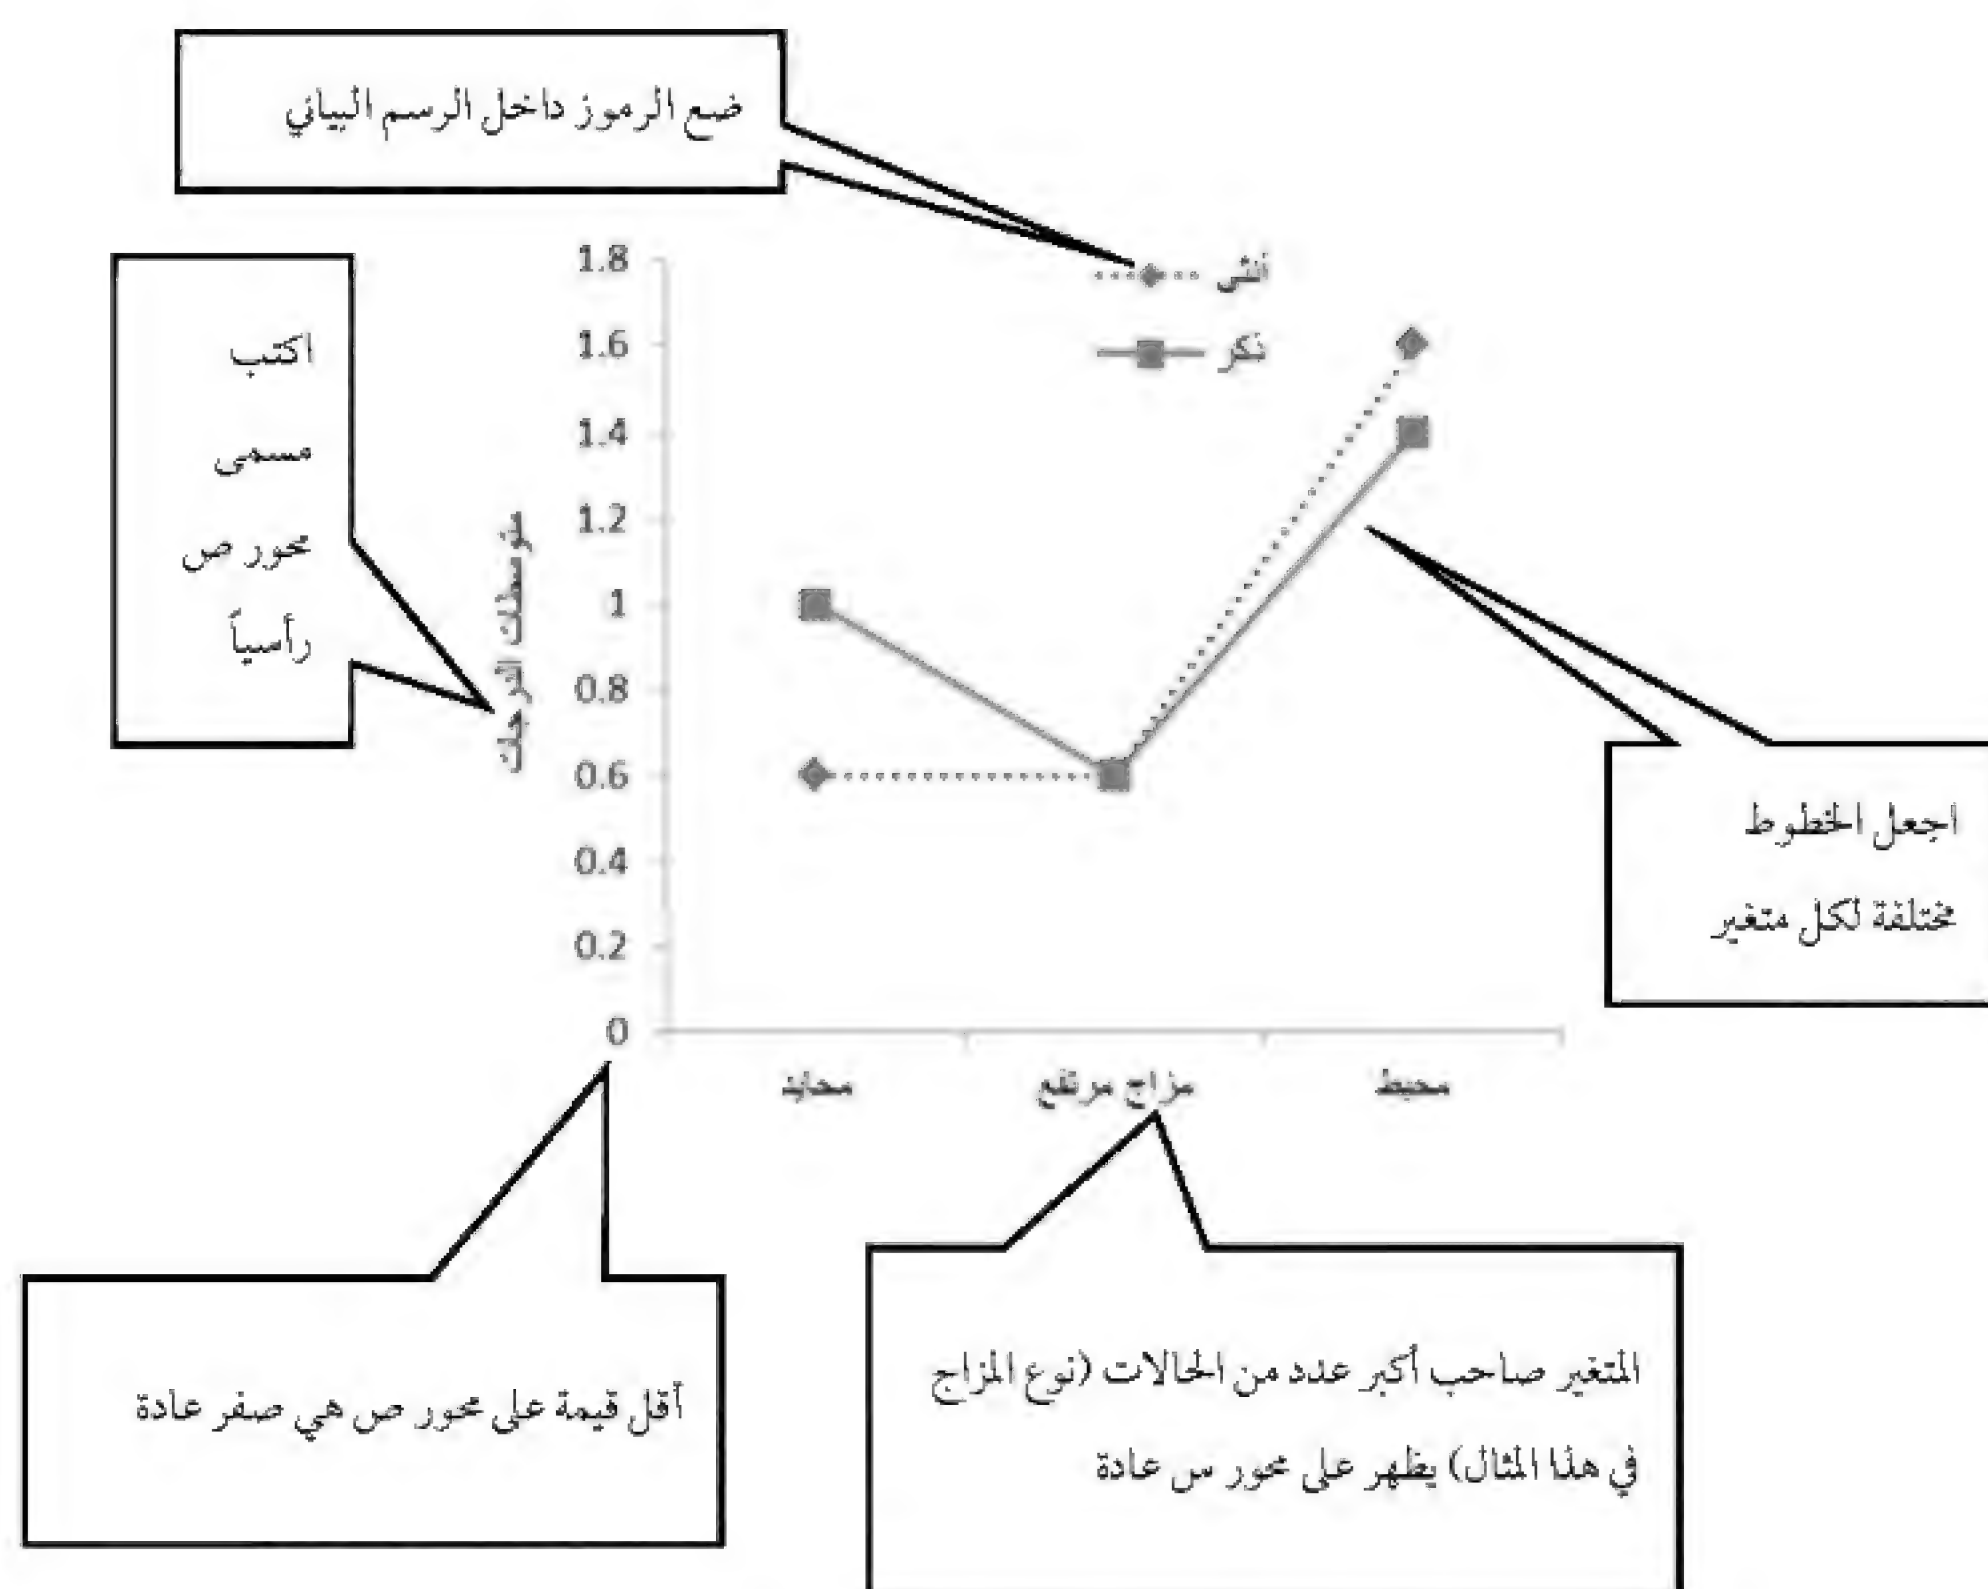 ضع الرموز داخل الرسم البياني
اكتب
مسمى
محور ص
رأسياً
1.8
1.6
1.4
1.2
1
0.8
0.6
0.4
0.2
0
متوسطات الدرجات
أنثى
ذكر
محايد
مزاج مرتفع
محبط
اجعل الخطوط
مختلفة لكل متغير
أقل قيمة على محور ص هي صفر عادة
المتغير صاحب أكبر عدد من الحالات (نوع المزاج
في هذا المثال) يظهر على محور س عادة